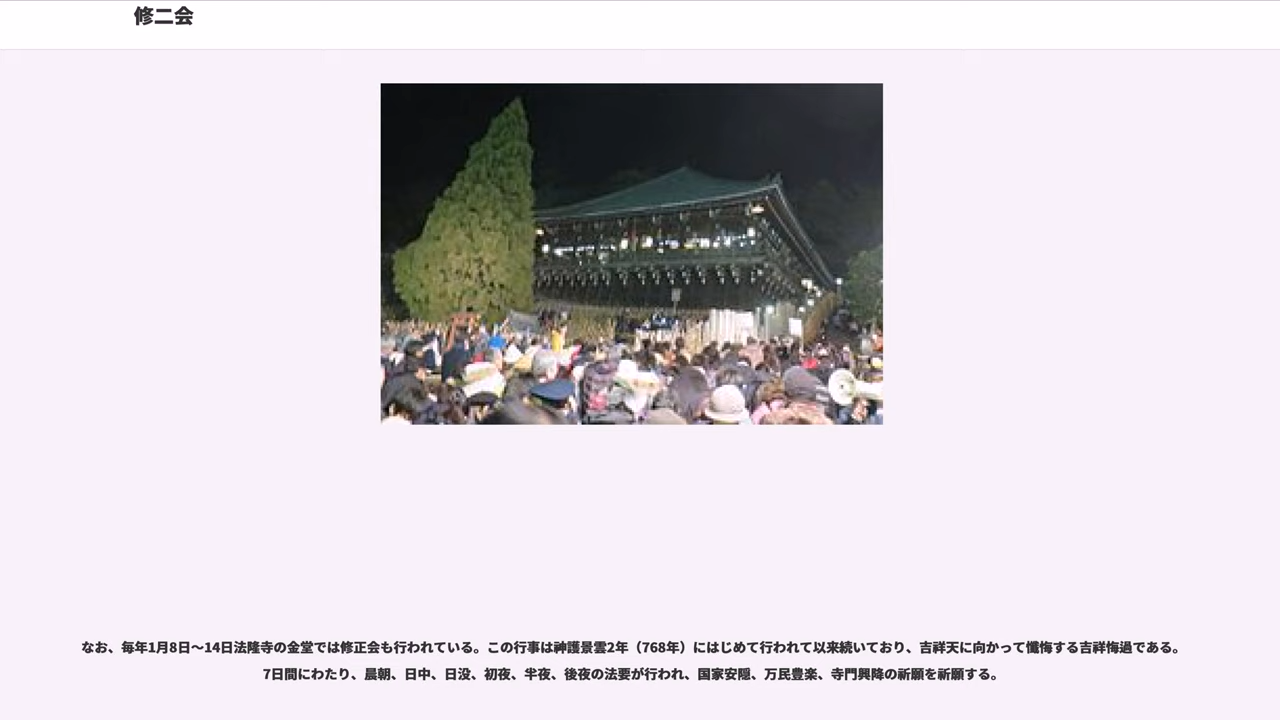 修二会
なお、毎年1月8日〜14日法隆寺の金堂では修正会も行われている。この行事は神護景雲2年（768年）にはじめて行われて以来続いており、吉祥天に向かって懺悔する吉祥悔過である。
7日間にわたり、晨朝、日中、日没、初夜、半夜、後夜の法要が行われ、国家安隠、万民豊楽、寺門興降の祈願を祈願する。